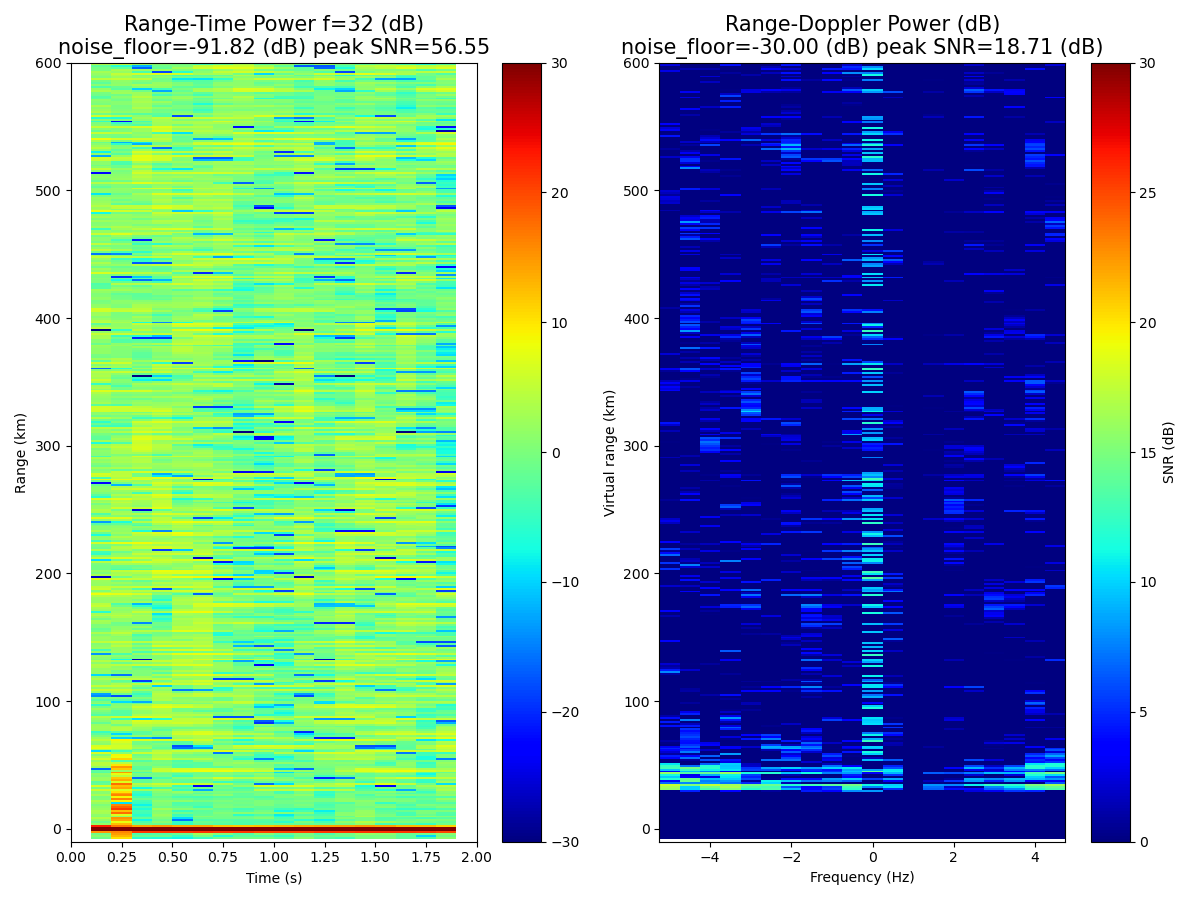 Range-Time Power f=32 (dB)
noise_floor=-91.82 (dB) peak SNR=56.55
Range-Doppler Power (dB)
noise_floor=-30.00 (dB) peak SNR=18.71 (dB)
600
500
400
300
200
100
0
Range (km)
0.00 0.25 0.50 0.75 1.00 1.25 1.50 1.75 2.00
Time (s)
30
20
10
0
−10
−20
−30
600
500
400
300
200
100
0
Virtual range (km)
−4 −2 0 2 4
Frequency (Hz)
30
25
20
15
10
5
0
SNR (dB)